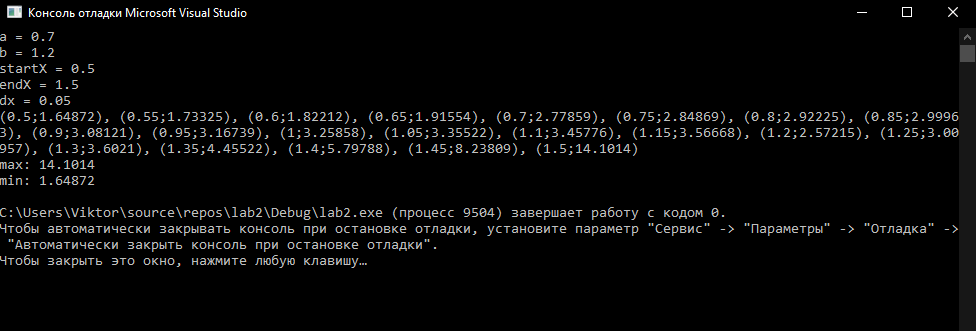 Консоль отладки Microsoft Visual Studio
a = 0.7
b = 1.2
startX = 0.5
endX = 1.5
dx = 0.05
(0.5;1.64872), (0.55;1.73325), (0.6;1.82212), (0.65;1.91554), (0.7;2.77859), (0.75;2.84869), (0.8;2.92225), (0.85;2.9996
3), (0.9;3.08121), (0.95;3.16739), (1;3.25858), (1.05;3.35522), (1.1;3.45776), (1.15;3.56668), (1.2;2.57215), (1.25;3.00
957), (1.3;3.6021), (1.35;4.45522), (1.4;5.79788), (1.45;8.23809), (1.5;14.1014)
max: 14.1014
min: 1.64872
C:\Users\Viktor\source\repos\lab2\Debug\lab2.exe (процесс 9504) завершает работу с кодом 0.
Чтобы автоматически закрывать консоль при остановке отладки, установите параметр "Сервис" -> "Параметры" -> "Отладка" ->
"Автоматически закрыть консоль при остановке отладки".
Чтобы закрыть это окно, нажмите любую клавишу…